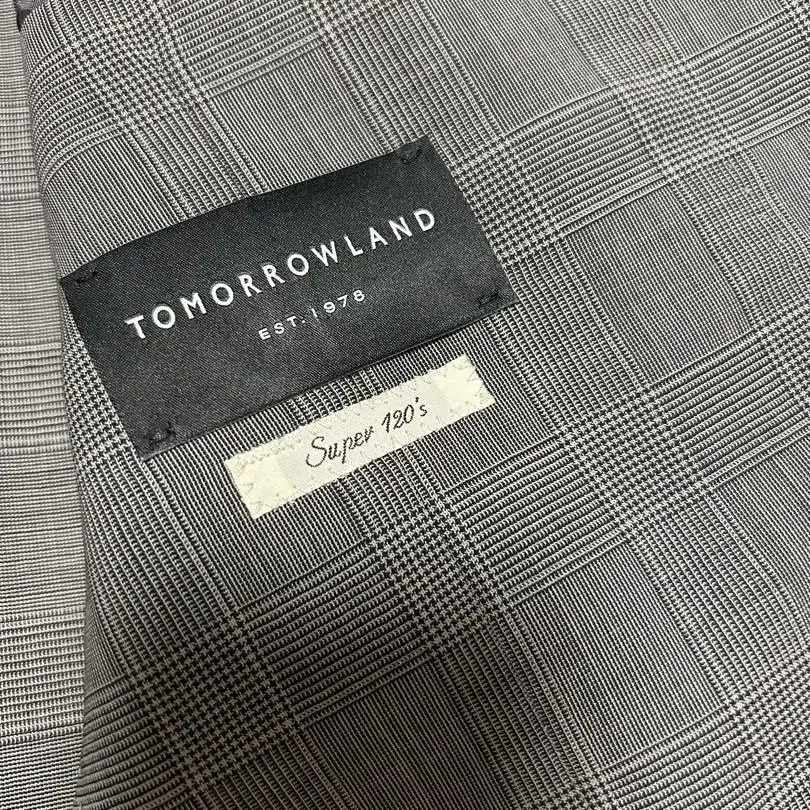 TOMORROWLAND
EST. 1978
Super 120's